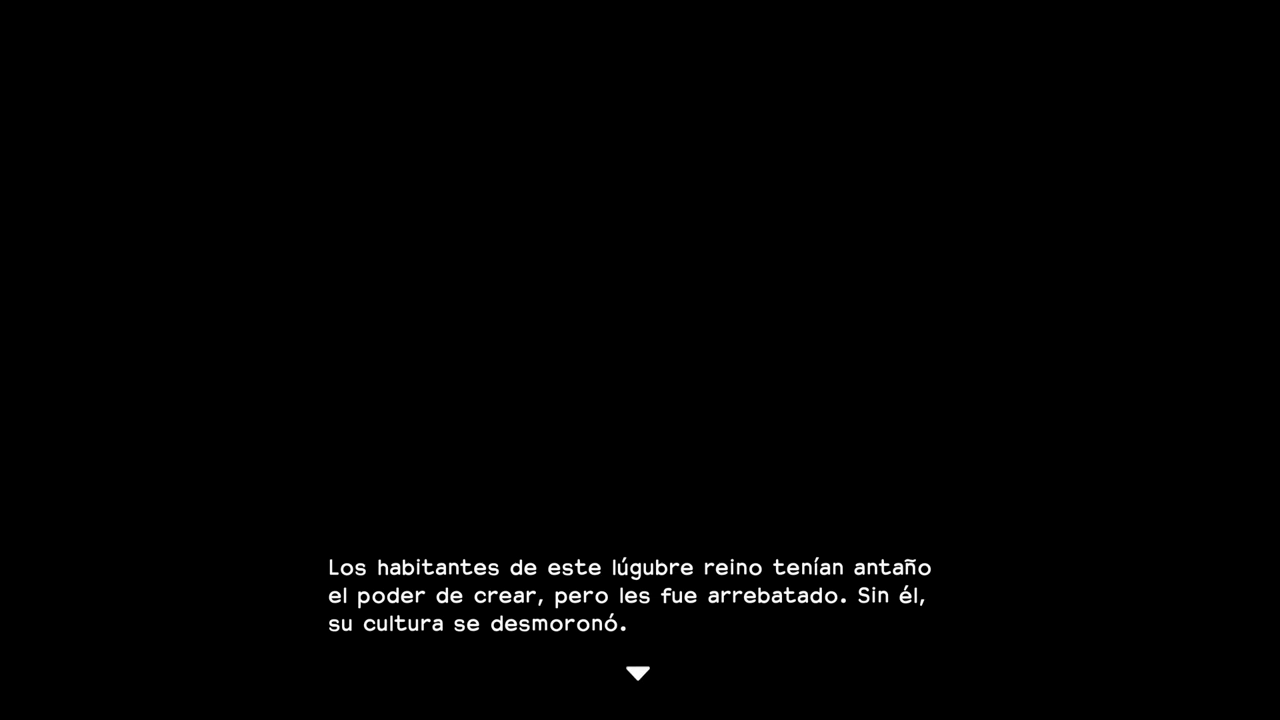 Los habitantes de este lúgubre reino tenían antaño
el poder de crear, pero les fue arrebatado. Sin él,
su cultura se desmoronó.